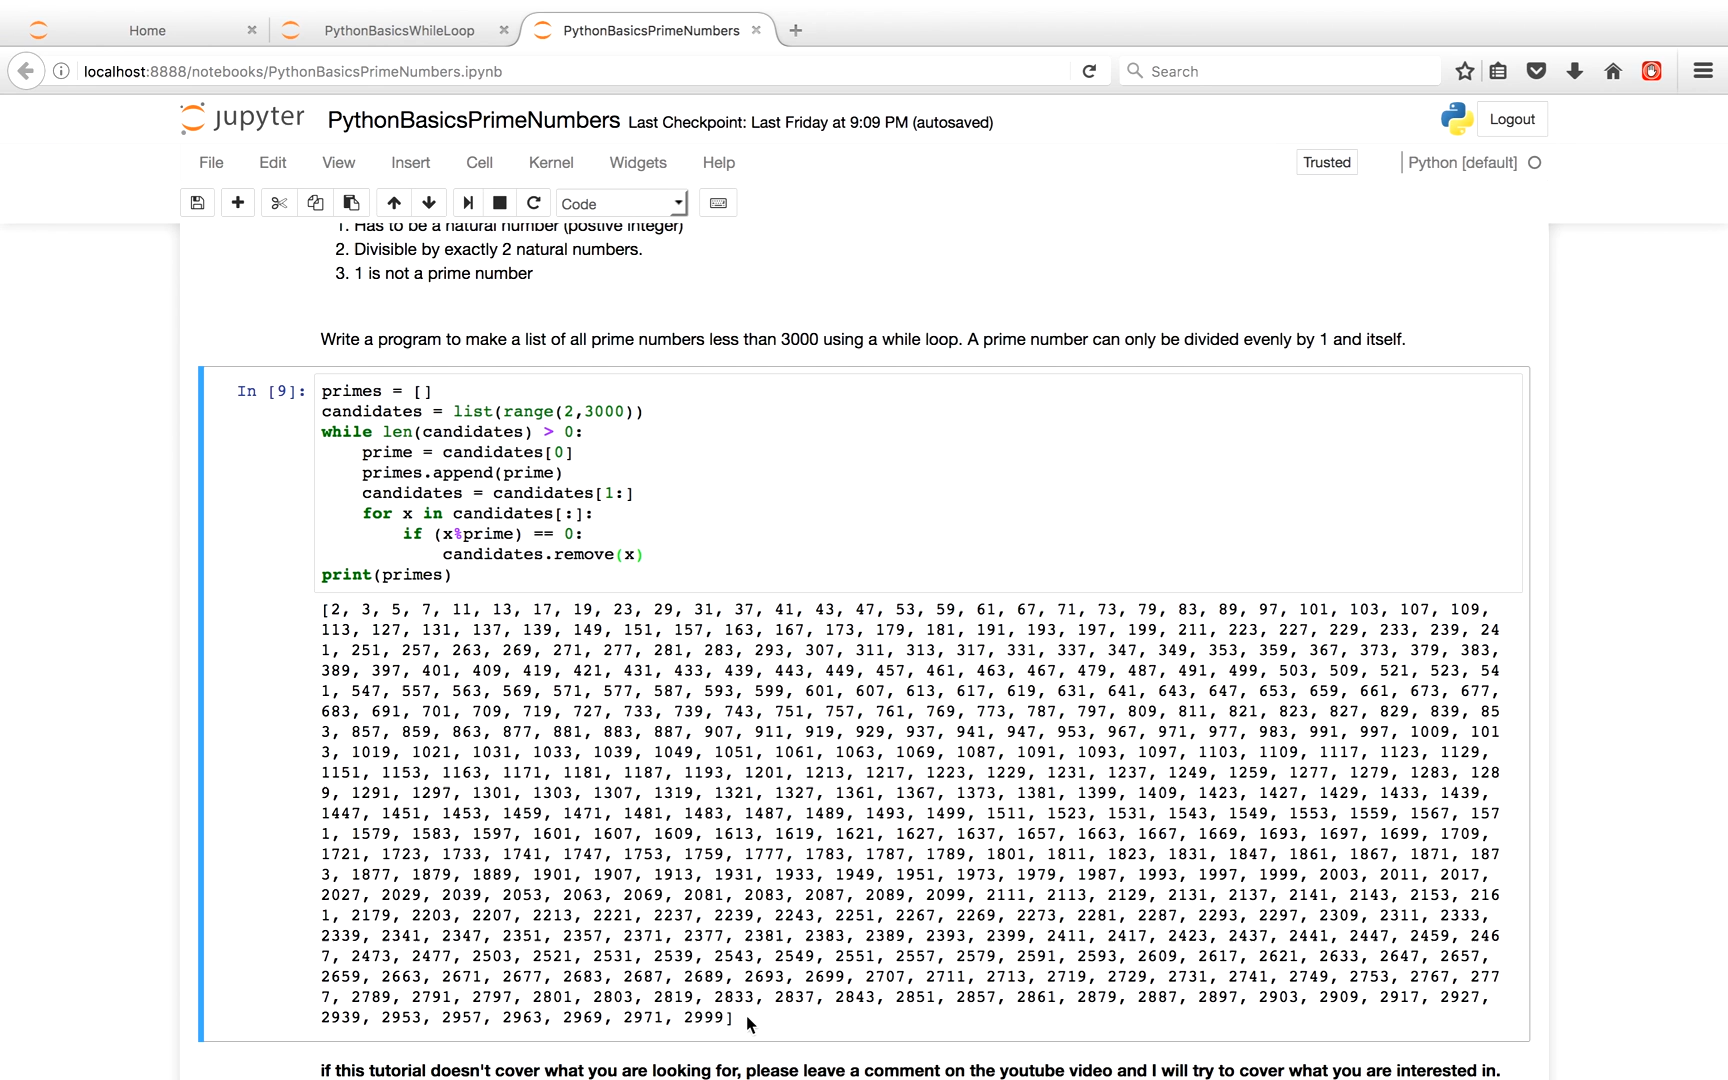 Home
PythonBasicsWhileLoop
PythonBasicsPrimeNumbers
localhost:8888/notebooks/PythonBasicsPrimeNumbers.ipynb
Search
jupyter PythonBasicsPrimeNumbers Last Checkpoint: Last Friday at 9:09 PM (autosaved)
Logout
File Edit View Insert Cell Kernel Widgets Help
Trusted
Python [default]
Code
1. Has to be a natural number (postive integer)
2. Divisible by exactly 2 natural numbers.
3. 1 is not a prime number
Write a program to make a list of all prime numbers less than 3000 using a while loop. A prime number can only be divided evenly by 1 and itself.
In [9]:
primes = []
candidates = list(range(2,3000))
while len(candidates) > 0:
    prime = candidates[0]
    primes.append(prime)
    candidates = candidates[1:]
    for x in candidates[:]:
        if (x%prime) == 0:
            candidates.remove(x)
print(primes)
[2, 3, 5, 7, 11, 13, 17, 19, 23, 29, 31, 37, 41, 43, 47, 53, 59, 61, 67, 71, 73, 79, 83, 89, 97, 101, 103, 107, 109,
113, 127, 131, 137, 139, 149, 151, 157, 163, 167, 173, 179, 181, 191, 193, 197, 199, 211, 223, 227, 229, 233, 239, 24
1, 251, 257, 263, 269, 271, 277, 281, 283, 293, 307, 311, 313, 317, 331, 337, 347, 349, 353, 359, 367, 373, 379, 383,
389, 397, 401, 409, 419, 421, 431, 433, 439, 443, 449, 457, 461, 463, 467, 479, 487, 491, 499, 503, 509, 521, 523, 54
1, 547, 557, 563, 569, 571, 577, 587, 593, 599, 601, 607, 613, 617, 619, 631, 641, 643, 647, 653, 659, 661, 673, 677,
683, 691, 701, 709, 719, 727, 733, 739, 743, 751, 757, 761, 769, 773, 787, 797, 809, 811, 821, 823, 827, 829, 839, 85
3, 857, 859, 863, 877, 881, 883, 887, 907, 911, 919, 929, 937, 941, 947, 953, 967, 971, 977, 983, 991, 997, 1009, 101
3, 1019, 1021, 1031, 1033, 1039, 1049, 1051, 1061, 1063, 1069, 1087, 1091, 1093, 1097, 1103, 1109, 1117, 1123, 1129,
1151, 1153, 1163, 1171, 1181, 1187, 1193, 1201, 1213, 1217, 1223, 1229, 1231, 1237, 1249, 1259, 1277, 1279, 1283, 128
9, 1291, 1297, 1301, 1303, 1307, 1319, 1321, 1327, 1361, 1367, 1373, 1381, 1399, 1409, 1423, 1427, 1429, 1433, 1439,
1447, 1451, 1453, 1459, 1471, 1481, 1483, 1487, 1489, 1493, 1499, 1511, 1523, 1531, 1543, 1549, 1553, 1559, 1567, 157
1, 1579, 1583, 1597, 1601, 1607, 1609, 1613, 1619, 1621, 1627, 1637, 1657, 1663, 1667, 1669, 1693, 1697, 1699, 1709,
1721, 1723, 1733, 1741, 1747, 1753, 1759, 1777, 1783, 1787, 1789, 1801, 1811, 1823, 1831, 1847, 1861, 1867, 1871, 187
3, 1877, 1879, 1889, 1901, 1907, 1913, 1931, 1933, 1949, 1951, 1973, 1979, 1987, 1993, 1997, 1999, 2003, 2011, 2017,
2027, 2029, 2039, 2053, 2063, 2069, 2081, 2083, 2087, 2089, 2099, 2111, 2113, 2129, 2131, 2137, 2141, 2143, 2153, 216
1, 2179, 2203, 2207, 2213, 2221, 2237, 2239, 2243, 2251, 2267, 2269, 2273, 2281, 2287, 2293, 2297, 2309, 2311, 2333,
2339, 2341, 2347, 2351, 2357, 2371, 2377, 2381, 2383, 2389, 2393, 2399, 2411, 2417, 2423, 2437, 2441, 2447, 2459, 246
7, 2473, 2477, 2503, 2521, 2531, 2539, 2543, 2549, 2551, 2557, 2579, 2591, 2593, 2609, 2617, 2621, 2633, 2647, 2657,
2659, 2663, 2671, 2677, 2683, 2687, 2689, 2693, 2699, 2707, 2711, 2713, 2719, 2729, 2731, 2741, 2749, 2753, 2767, 277
7, 2789, 2791, 2797, 2801, 2803, 2819, 2833, 2837, 2843, 2851, 2857, 2861, 2879, 2887, 2897, 2903, 2909, 2917, 2927,
2939, 2953, 2957, 2963, 2969, 2971, 2999]
if this tutorial doesn't cover what you are looking for, please leave a comment on the youtube video and I will try to cover what you are interested in.